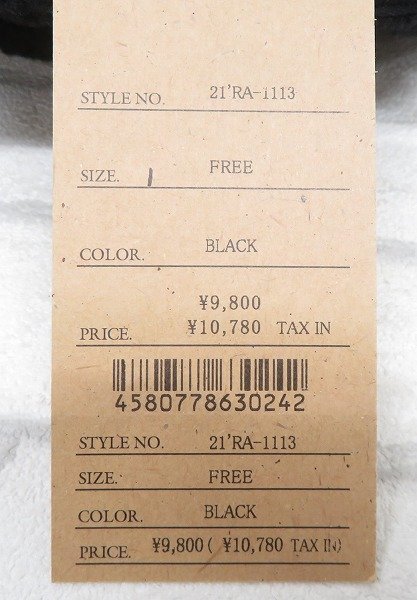 STYLE NO. 21'RA-1113
SIZE. FREE
COLOR. BLACK
¥9,800
PRICE. ¥10,780 TAX IN
4580778630242
STYLE NO. 21'RA-1113
SIZE. FREE
COLOR. BLACK
PRICE. ¥9,800( ¥10,780 TAX IN)